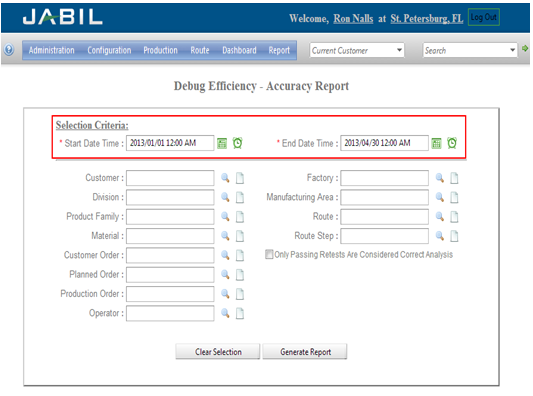 JABIL
Welcome, Ron Nalls at St. Petersburg, FL Log Out
Administration Configuration Production Route Dashboard Report Current Customer Search
Debug Efficiency - Accuracy Report
Selection Criteria:
* Start Date Time : 2013/01/01 12:00 AM * End Date Time : 2013/04/30 12:00 AM
Customer : Factory :
Division : Manufacturing Area :
Product Family : Route :
Material : Route Step :
Customer Order : Only Passing Retests Are Considered Correct Analysis
Planned Order :
Production Order :
Operator :
Clear Selection Generate Report